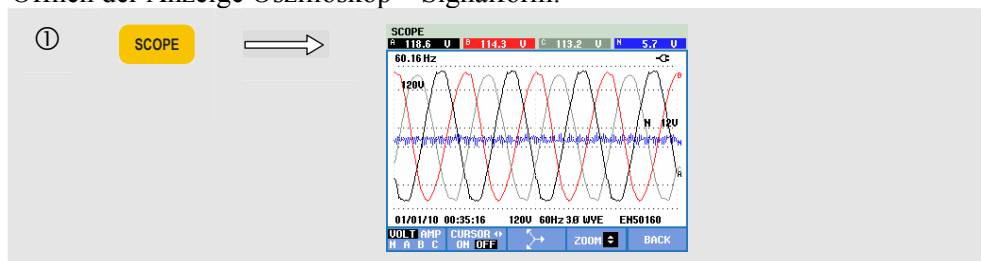 Öffnen der Anzeige Oszilloskop – Signalform:
① SCOPE
SCOPE
A 118.6 V B 114.3 V C 113.2 V N 5.7 V
60.16 Hz
120V
B
N 12V
N
A
01/01/10 00:35:16 120V 60Hz 3.0 WYE EN50160
VOLT AMP CURSOR ZOOM BACK
N A B C ON OFF